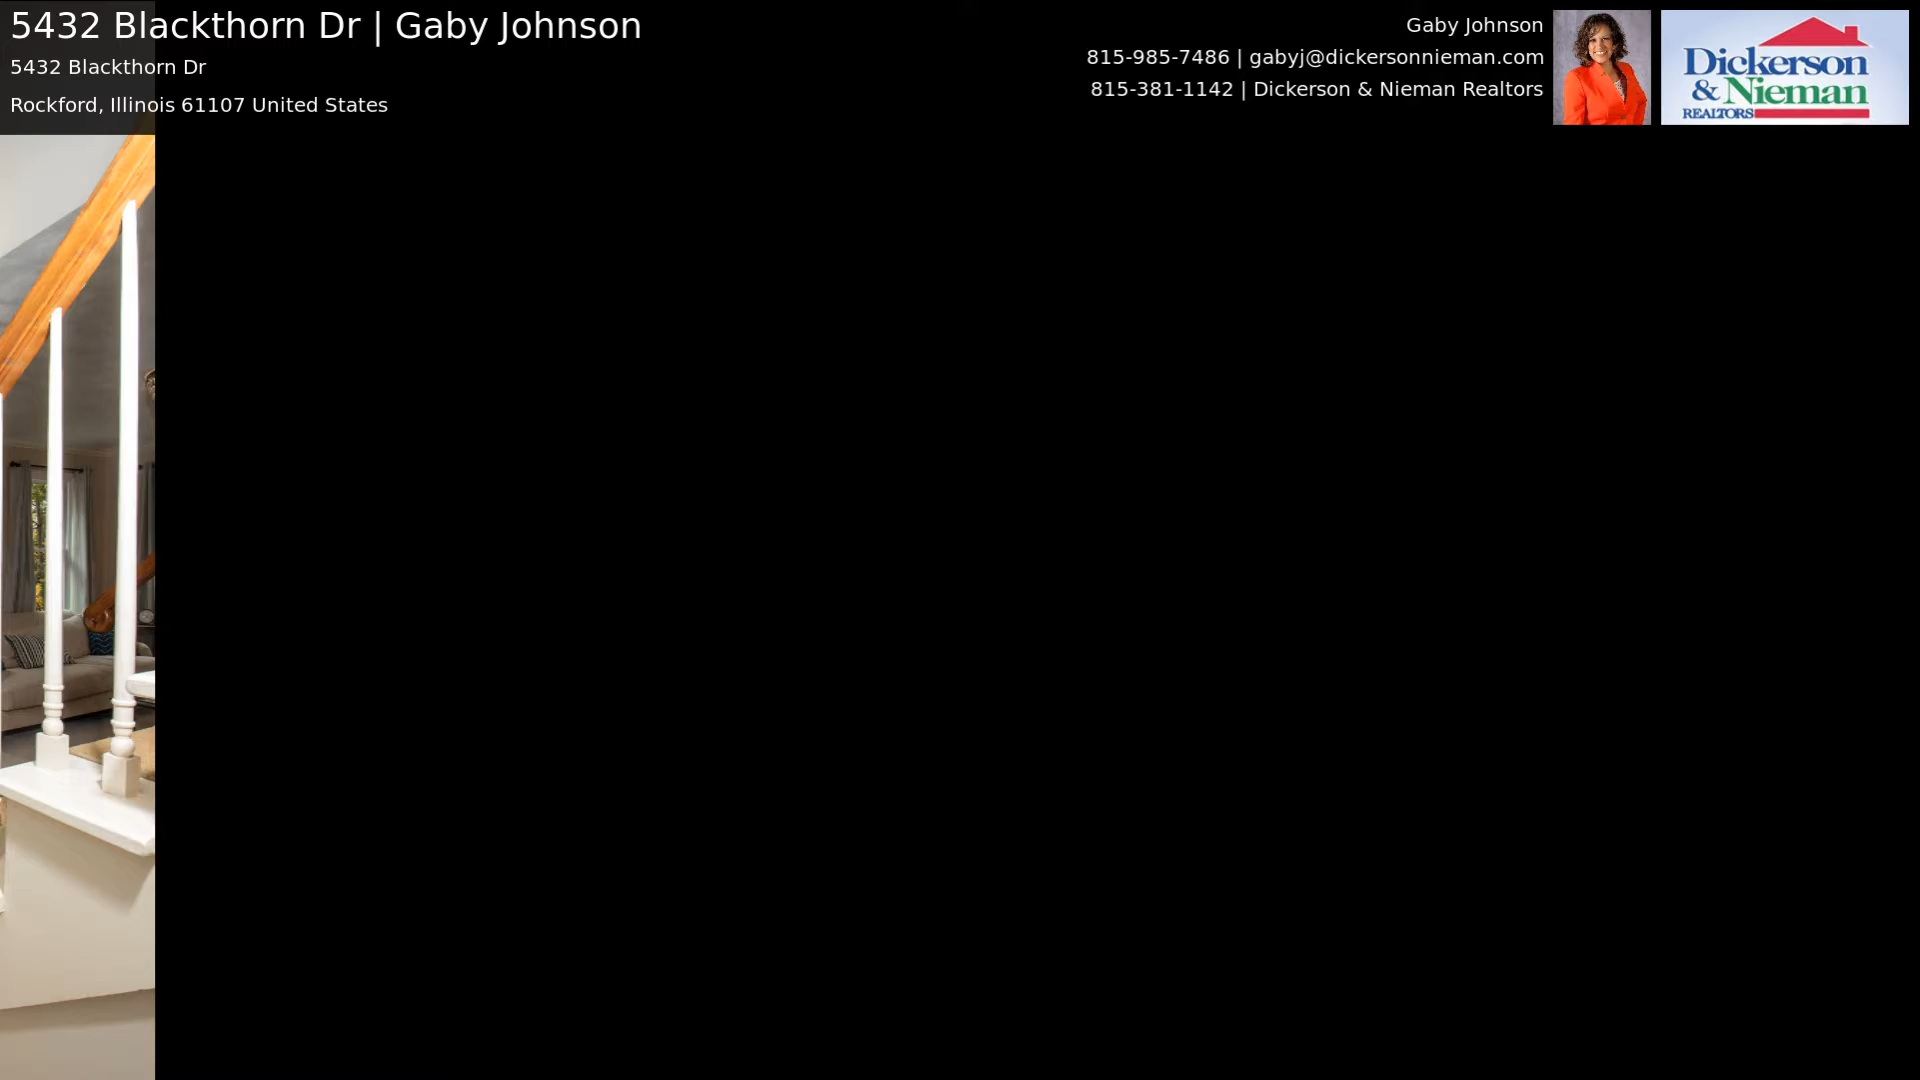 5432 Blackthorn Dr | Gaby Johnson
5432 Blackthorn Dr
Rockford, Illinois 61107 United States
Gaby Johnson
815-985-7486 | gabyj@dickersonnieman.com
815-381-1142 | Dickerson & Nieman Realtors
Dickerson
& Nieman
REALTORS